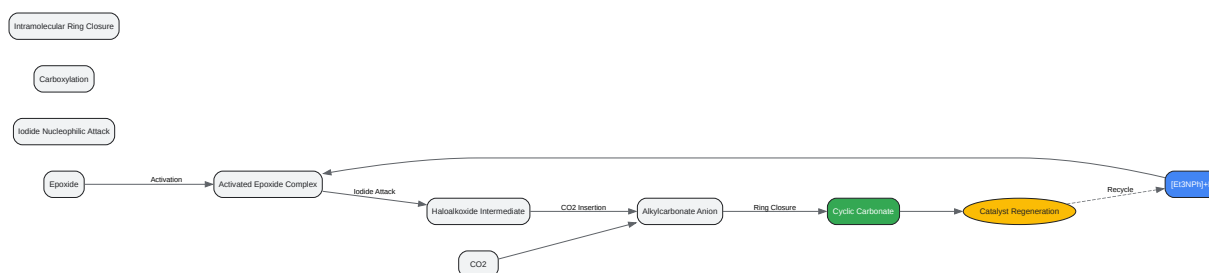 Intramolecular Ring Closure
Carboxylation
Iodide Nucleophilic Attack
Epoxide
Activation
Activated Epoxide Complex
Iodide Attack
Haloalkoxide Intermediate
CO2 Insertion
CO2
Alkylcarbonate Anion
Ring Closure
Cyclic Carbonate
Catalyst Regeneration
Recycle
[Et3NPh]+